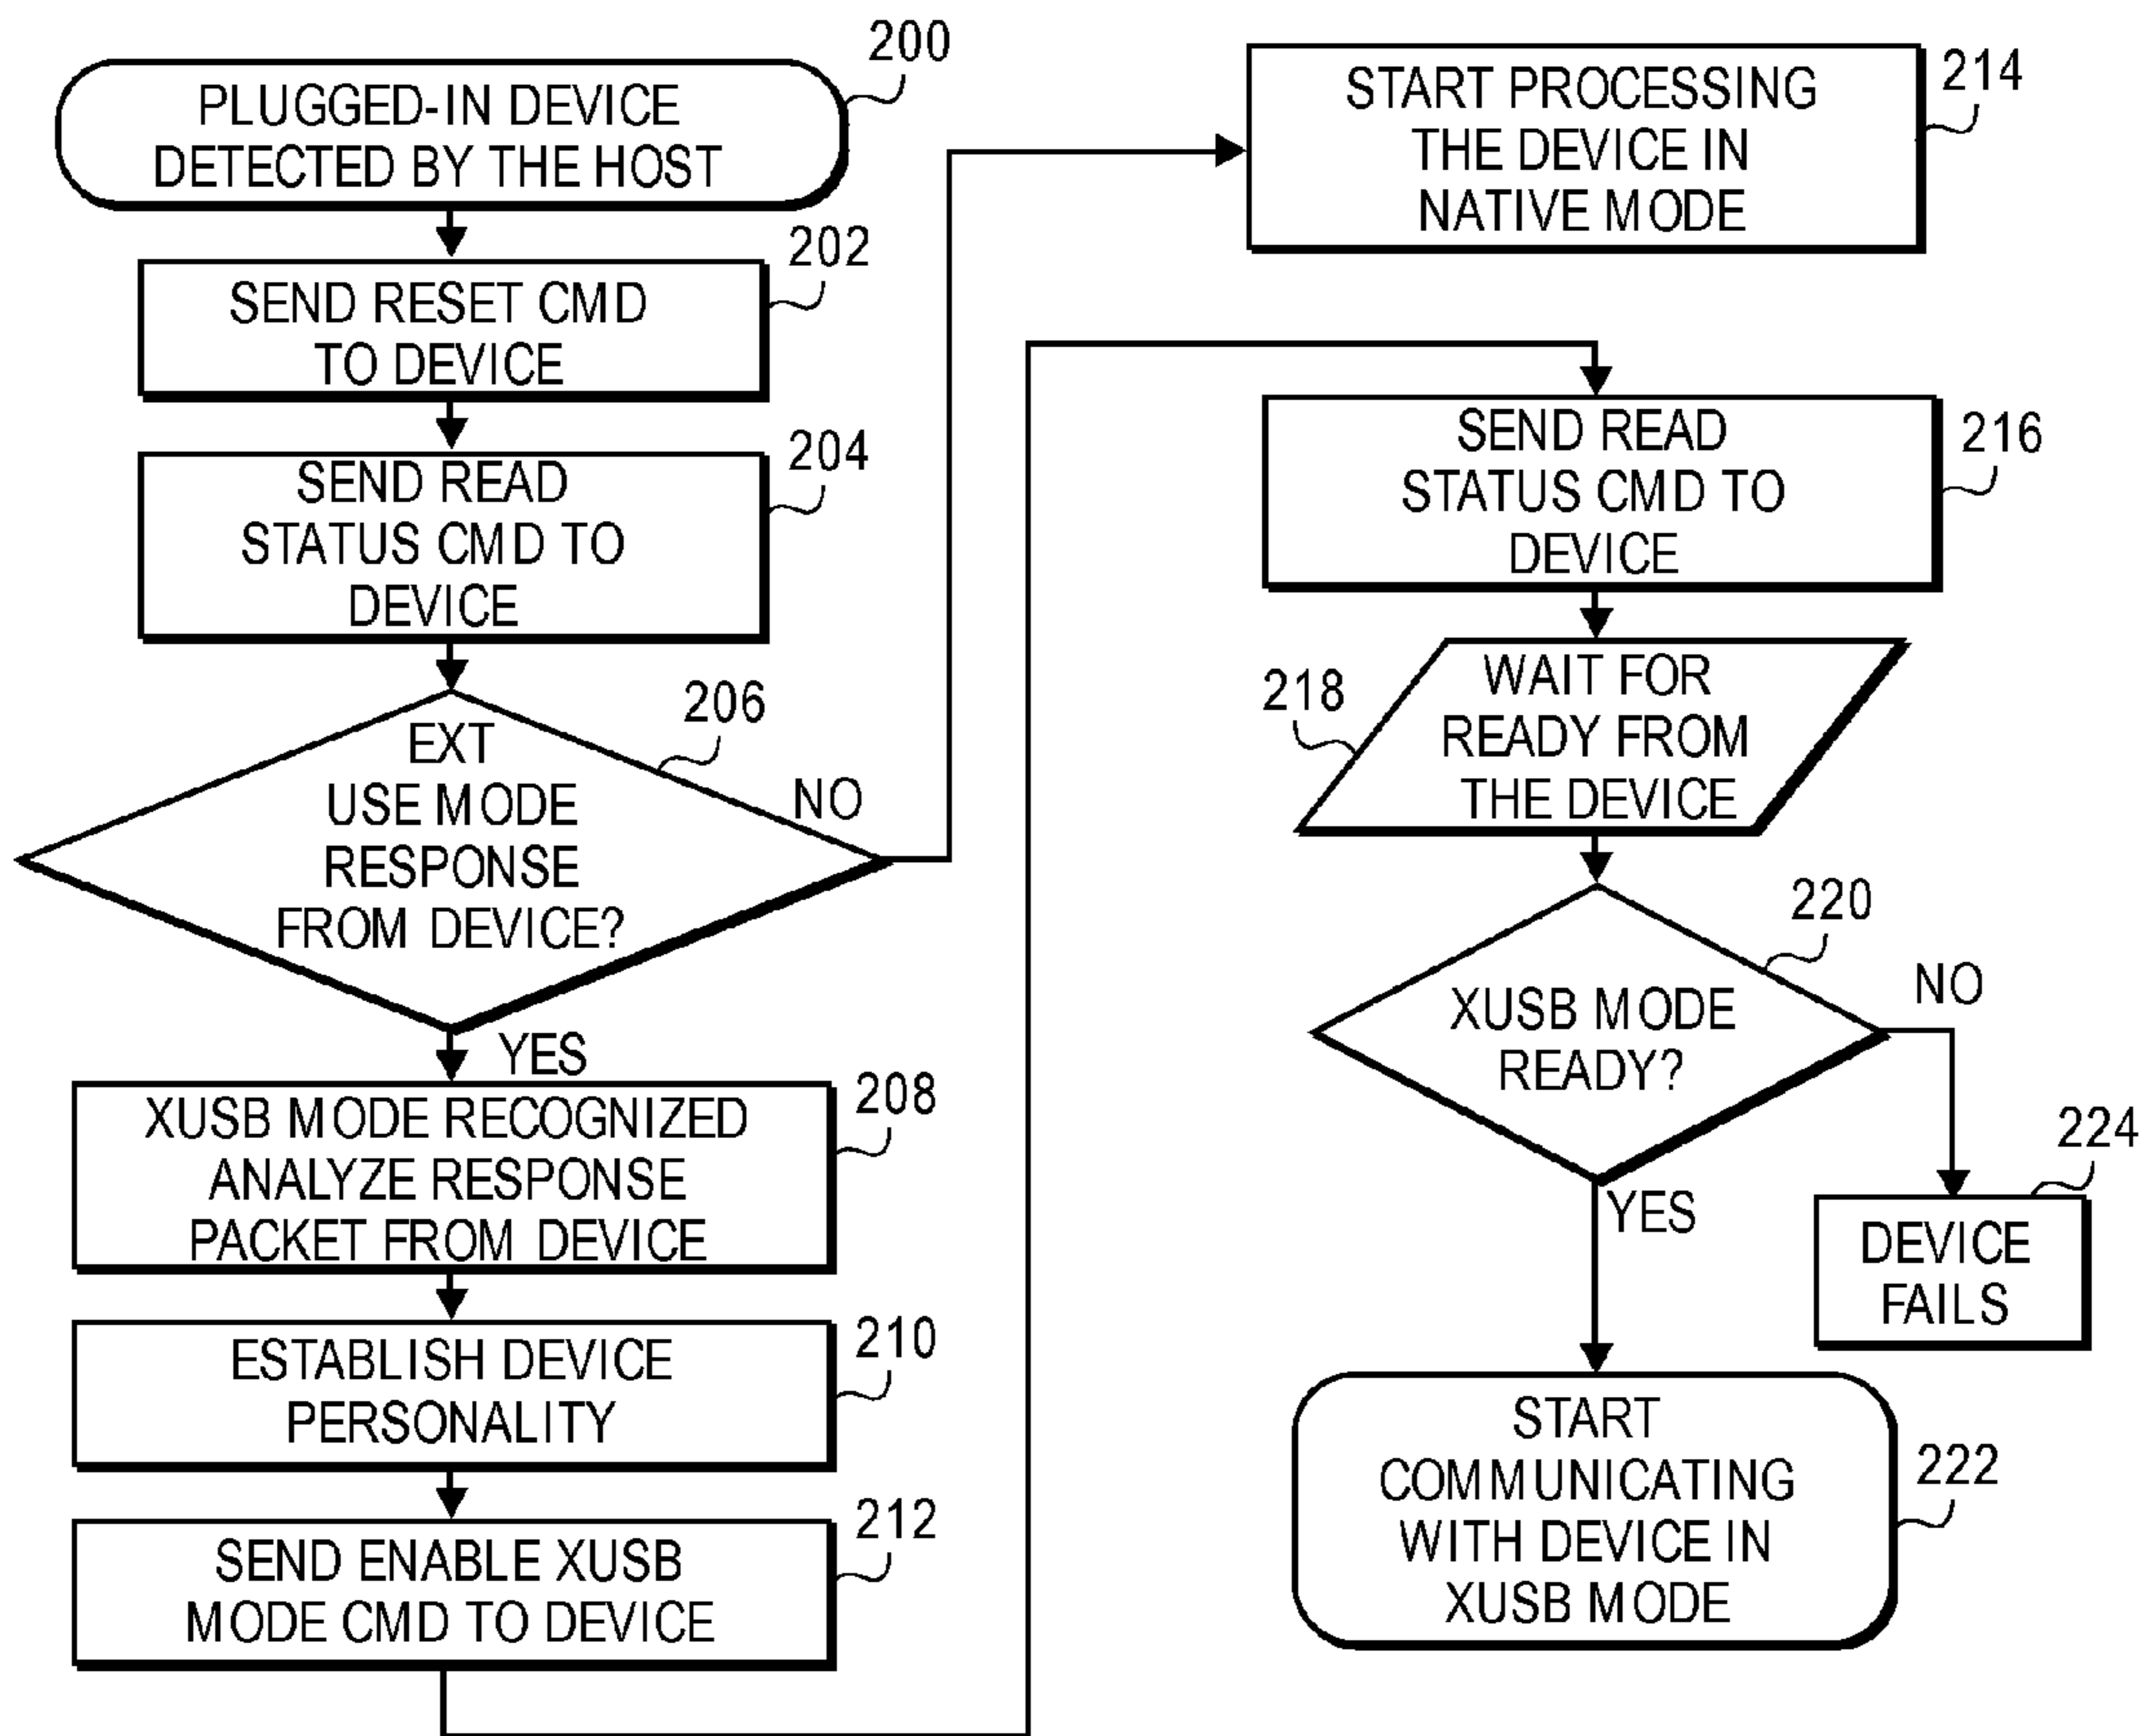 200
PLUGGED-IN DEVICE
DETECTED BY THE HOST
202
SEND RESET CMD
TO DEVICE
204
SEND READ
STATUS CMD TO
DEVICE
206
EXT
USE MODE
RESPONSE
FROM DEVICE?
NO
YES
208
XUSB MODE RECOGNIZED
ANALYZE RESPONSE
PACKET FROM DEVICE
210
ESTABLISH DEVICE
PERSONALITY
212
SEND ENABLE XUSB
MODE CMD TO DEVICE
214
START PROCESSING
THE DEVICE IN
NATIVE MODE
216
SEND READ
STATUS CMD TO
DEVICE
218
WAIT FOR
READY FROM
THE DEVICE
220
XUSB MODE
READY?
NO
YES
224
DEVICE
FAILS
222
START
COMMUNICATING
WITH DEVICE IN
XUSB MODE